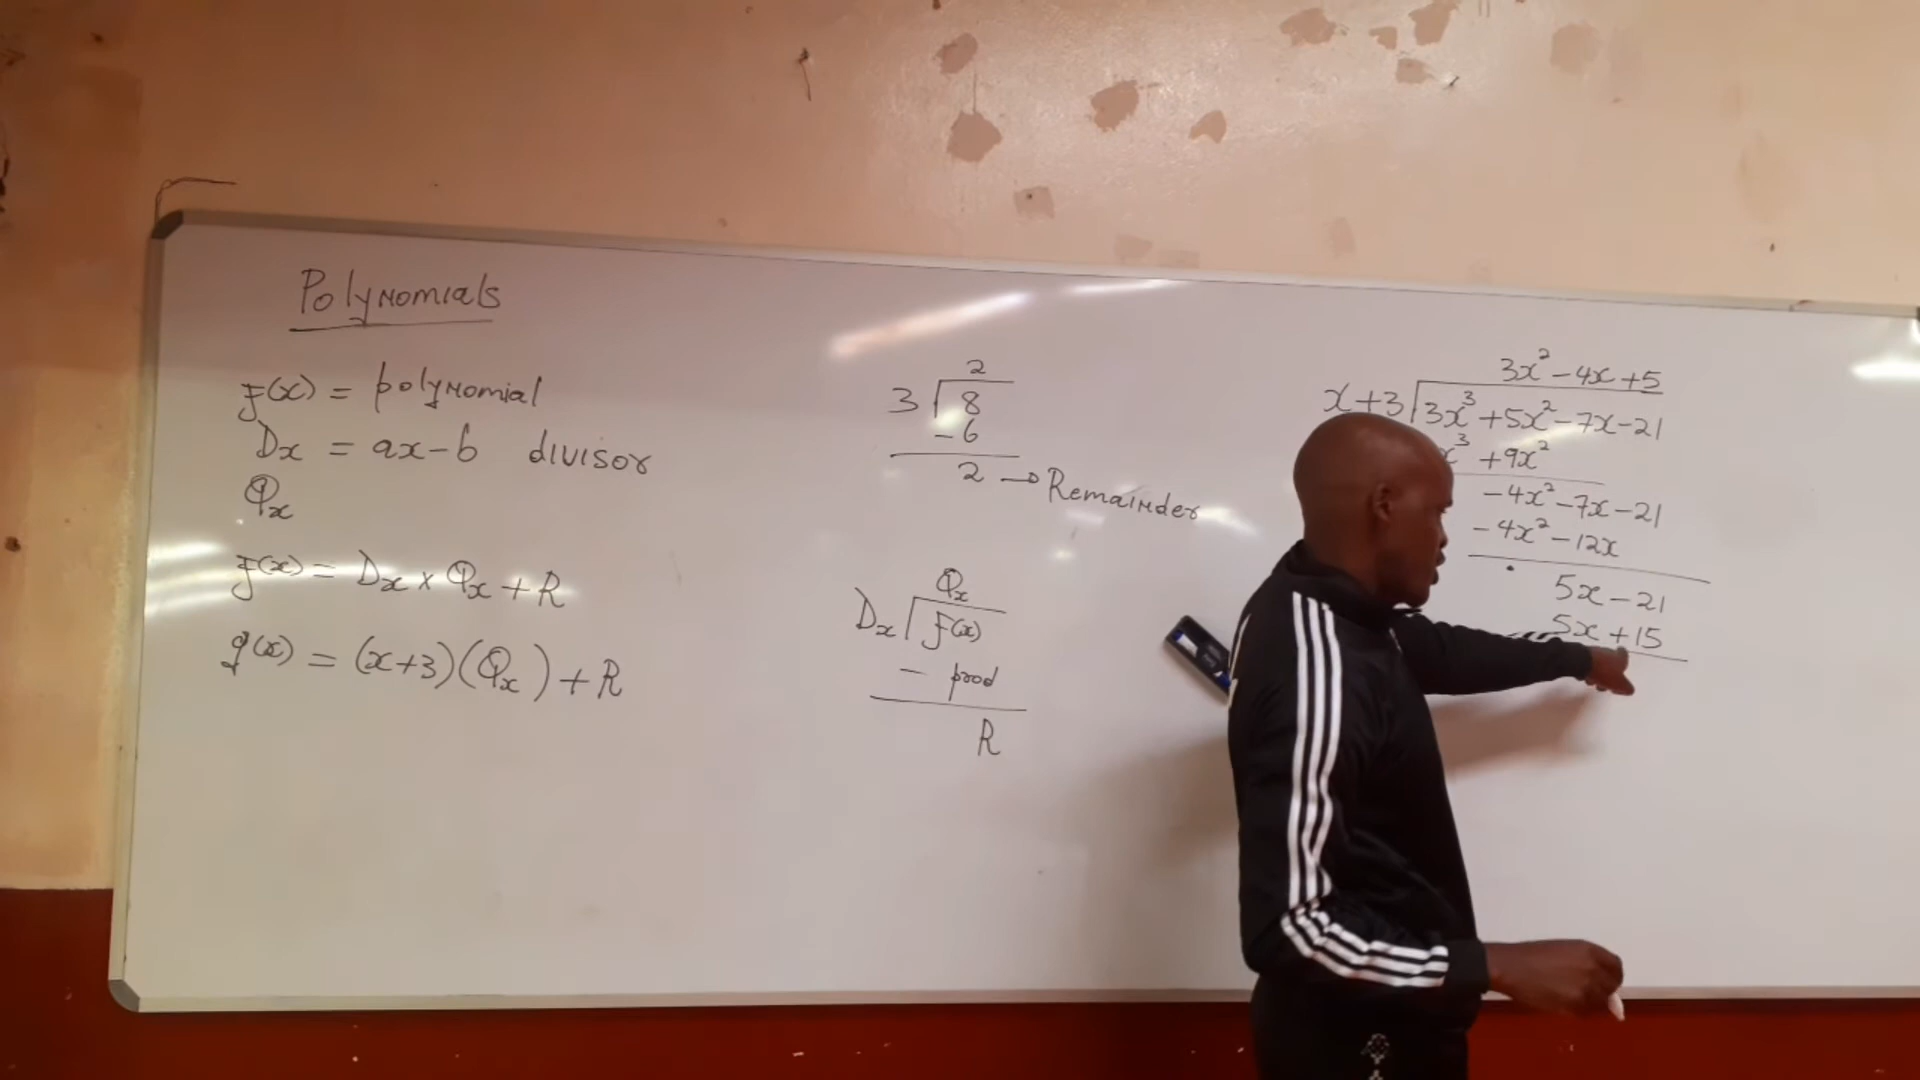 Polynomials
f(x) = polynomial
Dx = ax-b divisor
Qx
f(x) = Dx × Qx + R
g(x) = (x+3)(Qx) + R
2
3 8
-6
2 → Remainder
Qx
Dx f(x)
- prod
R
3x² - 4x + 5
x+3 3x³ + 5x² - 7x - 21
x³ + 9x²
-4x² - 7x - 21
-4x² - 12x
5x - 21
5x + 15